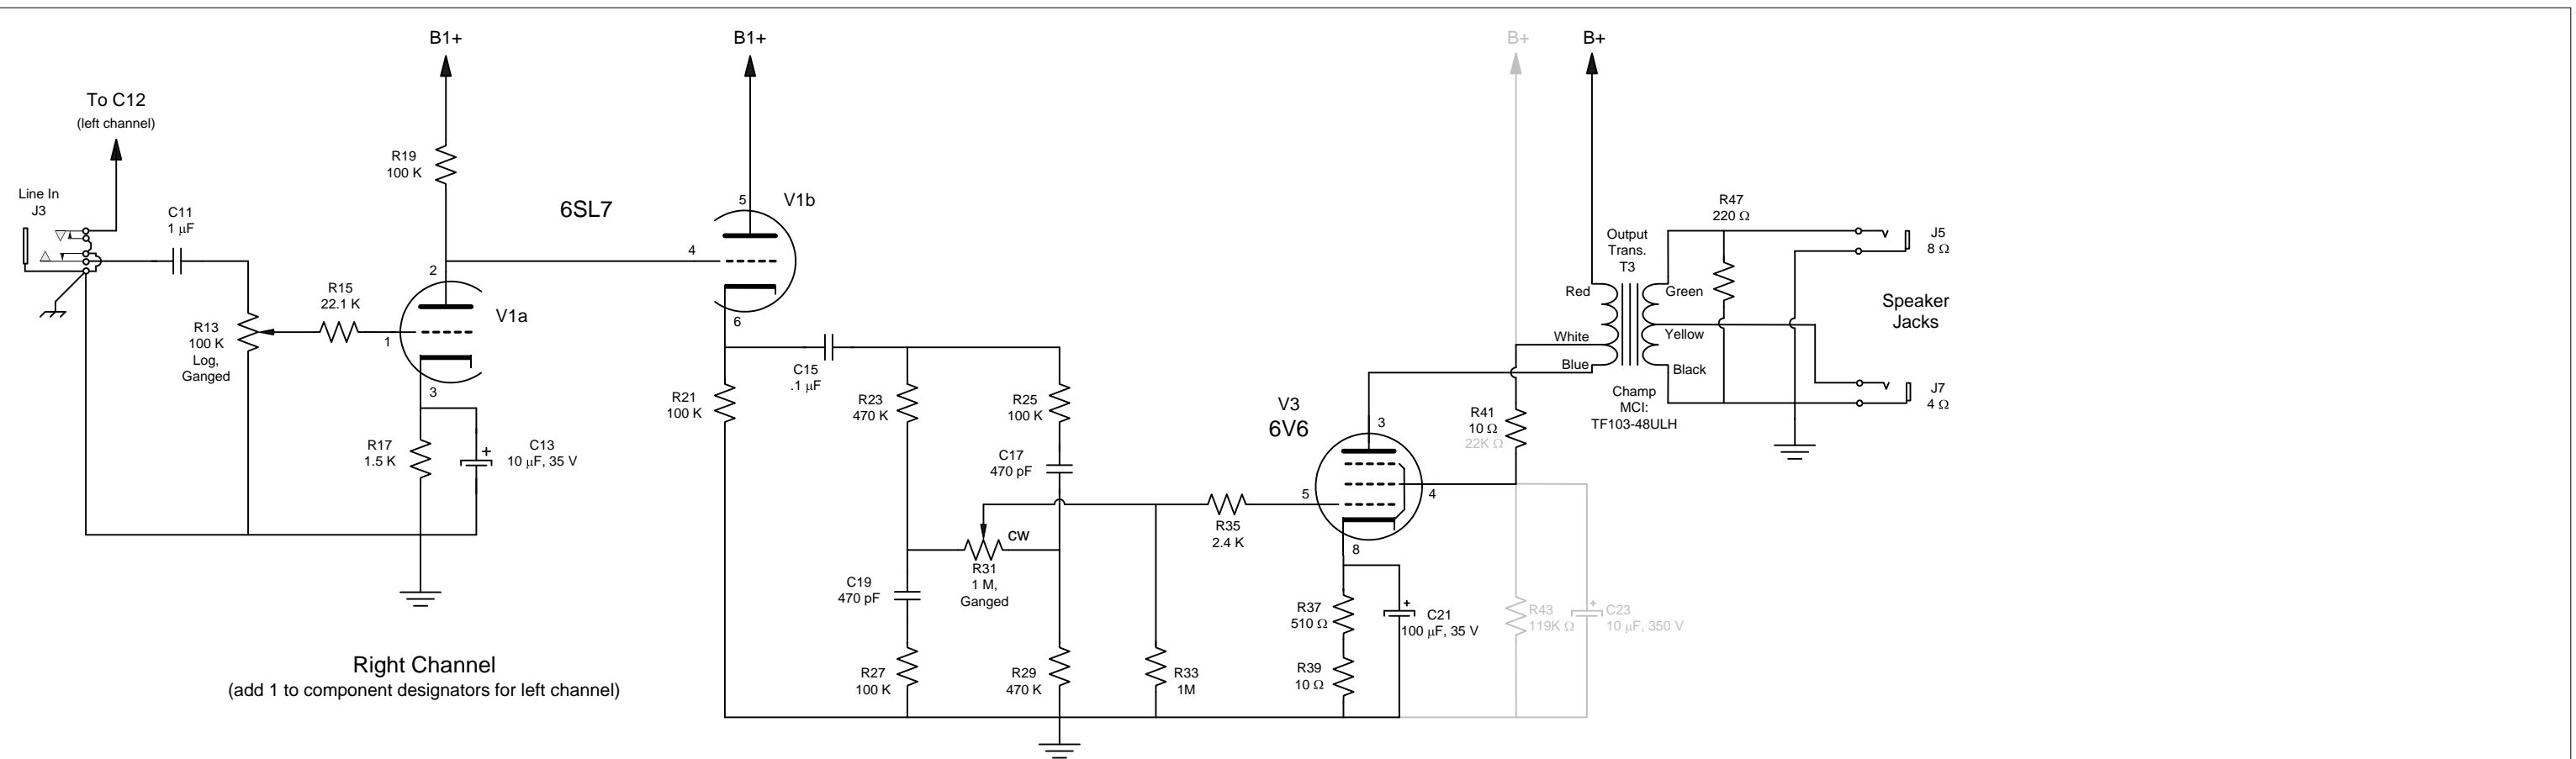 B1+
B1+
B+
B+
To C12
(left channel)
R19
100 K
Line In
J3
C11
1 µF
6SL7
5
V1b
4
6
2
R15
22.1 K
V1a
1
R13
100 K
Log,
Ganged
3
R17
1.5 K
+
C13
10 µF, 35 V
R21
100 K
C15
.1 µF
R23
470 K
R25
100 K
C17
470 pF
CW
R31
1 M,
Ganged
C19
470 pF
R27
100 K
R29
470 K
R33
1M
R35
2.4 K
V3
6V6
3
5
4
8
R37
510 Ω
R39
10 Ω
+
C21
100 µF, 35 V
R41
10 Ω
22K Ω
R43
119K Ω
+
C23
10 µF, 350 V
Output
Trans.
T3
Red
White
Blue
Green
Yellow
Black
Champ
MCI:
TF103-48ULH
R47
220 Ω
J5
8 Ω
Speaker
Jacks
J7
4 Ω
Right Channel
(add 1 to component designators for left channel)